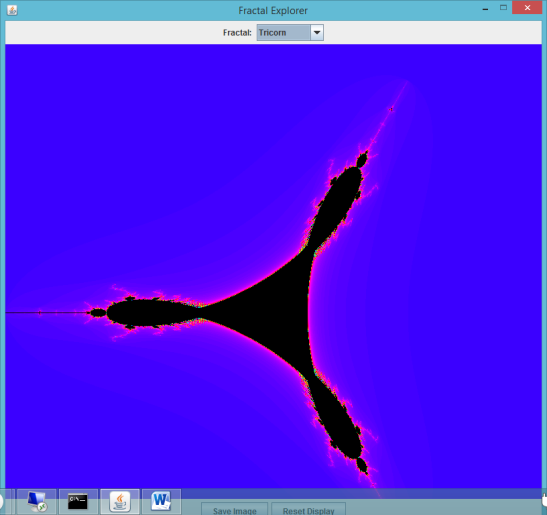 Fractal Explorer
Fractal: Tricorn
C:\.
Save Image Reset Display